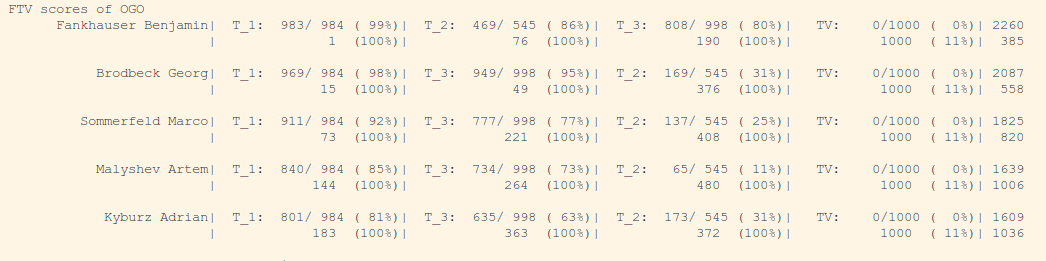 FTV scores of OGO
Fankhauser Benjamin| T_1: 983/ 984 ( 99%)| T_2: 469/ 545 ( 86%)| T_3: 808/ 998 ( 80%)| TV: 0/1000 ( 0%)| 2260
| 1 (100%)| 76 (100%)| 190 (100%)| 1000 ( 11%)| 385
Brodbeck Georg| T_1: 969/ 984 ( 98%)| T_3: 949/ 998 ( 95%)| T_2: 169/ 545 ( 31%)| TV: 0/1000 ( 0%)| 2087
| 15 (100%)| 49 (100%)| 376 (100%)| 1000 ( 11%)| 558
Sommerfeld Marco| T_1: 911/ 984 ( 92%)| T_3: 777/ 998 ( 77%)| T_2: 137/ 545 ( 25%)| TV: 0/1000 ( 0%)| 1825
| 73 (100%)| 221 (100%)| 408 (100%)| 1000 ( 11%)| 820
Malyshev Artem| T_1: 840/ 984 ( 85%)| T_3: 734/ 998 ( 73%)| T_2: 65/ 545 ( 11%)| TV: 0/1000 ( 0%)| 1639
| 144 (100%)| 264 (100%)| 480 (100%)| 1000 ( 11%)| 1006
Kyburz Adrian| T_1: 801/ 984 ( 81%)| T_3: 635/ 998 ( 63%)| T_2: 173/ 545 ( 31%)| TV: 0/1000 ( 0%)| 1609
| 183 (100%)| 363 (100%)| 372 (100%)| 1000 ( 11%)| 1036